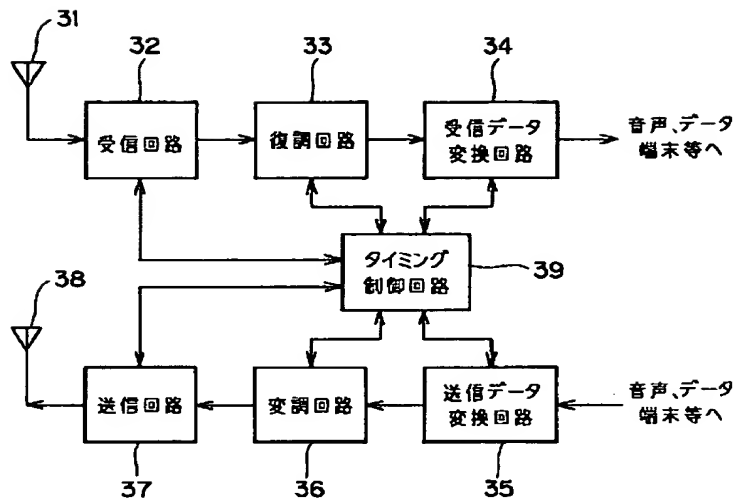 31
32
33
34
受信回路
復調回路
受信データ
変換回路
音声、データ
端末等へ
タイミング
制御回路
39
38
送信回路
変調回路
送信データ
変換回路
音声、データ
端末等へ
37
36
35